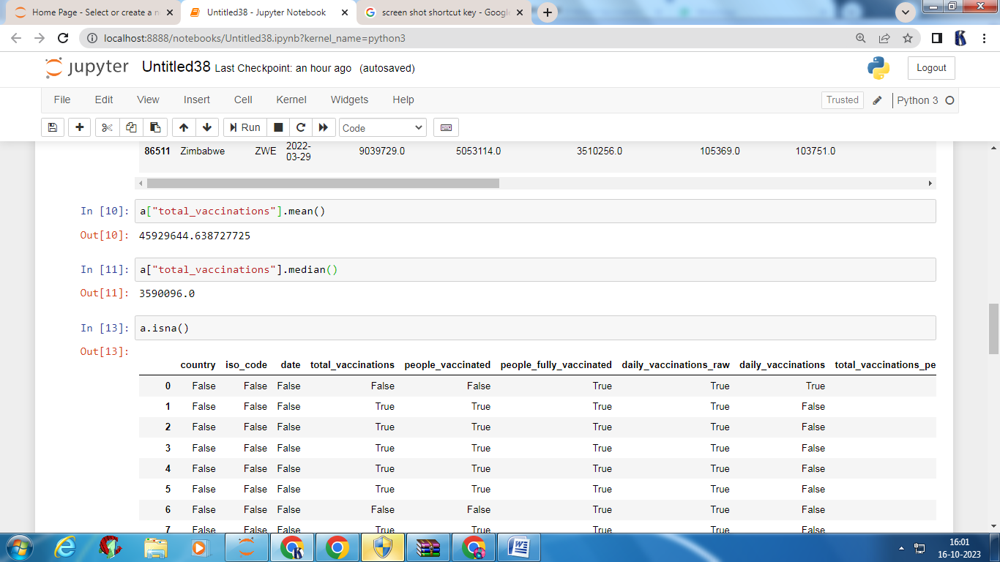 Home Page - Select or create a n
Untitled38 - Jupyter Notebook
screen shot shortcut key - Google
localhost:8888/notebooks/Untitled38.ipynb?kernel_name=python3
jupyter Untitled38 Last Checkpoint: an hour ago (autosaved)
Logout
File Edit View Insert Cell Kernel Widgets Help
Trusted
Python 3
Run
Code
86511 Zimbabwe ZWE 2022-03-29 9039729.0 5053114.0 3510256.0 105369.0 103751.0
In [10]: a["total_vaccinations"].mean()
Out[10]: 45929644.638727725
In [11]: a["total_vaccinations"].median()
Out[11]: 3590096.0
In [13]: a.isna()
Out[13]:
country iso_code date total_vaccinations people_vaccinated people_fully_vaccinated daily_vaccinations_raw daily_vaccinations total_vaccinations_pe
0 False False False False False True True True
1 False False False True True True True False
2 False False False True True True True False
3 False False False True True True True False
4 False False False True True True True False
5 False False False True True True True False
6 False False False False False True True False
7 False False False True True True True False
16:01
16-10-2023